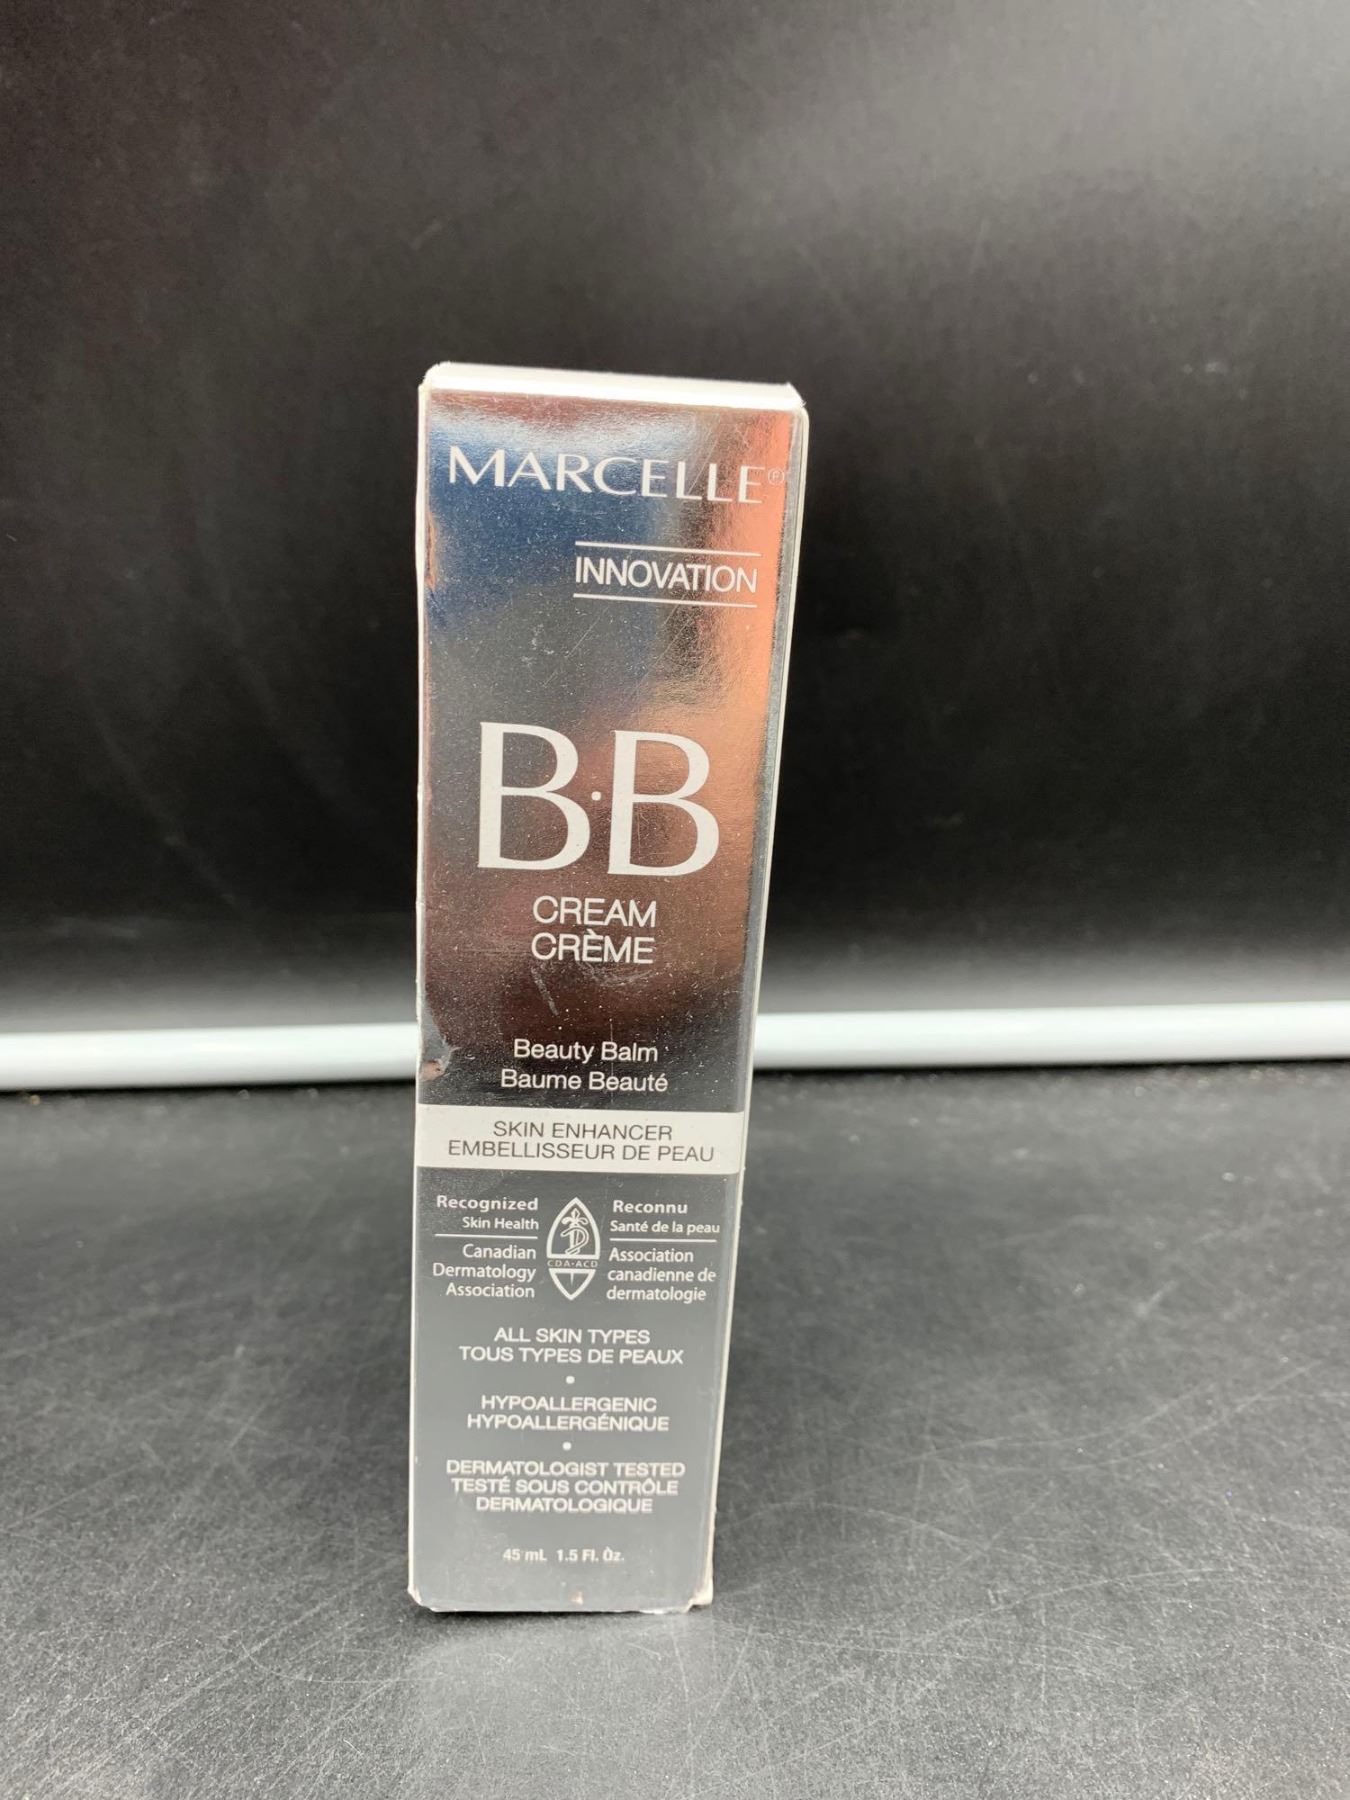 MARCELLE®
INNOVATION
B·B
CREAM
CRÈME
Beauty Balm
Baume Beauté
SKIN ENHANCER
EMBELLISSEUR DE PEAU
Recognized
Skin Health
Canadian
Dermatology
Association
CDA·ACD
Reconnu
Santé de la peau
Association
canadienne de
dermatologie
ALL SKIN TYPES
TOUS TYPES DE PEAUX
•
HYPOALLERGENIC
HYPOALLERGÉNIQUE
•
DERMATOLOGIST TESTED
TESTÉ SOUS CONTRÔLE
DERMATOLOGIQUE
45 mL 1.5 Fl. Oz.